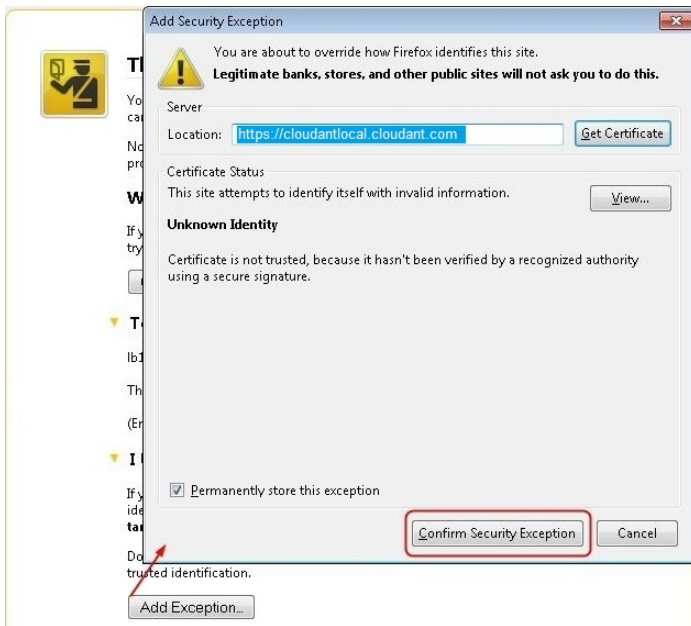 Add Security Exception
You are about to override how Firefox identifies this site.
Legitimate banks, stores, and other public sites will not ask you to do this.
Server
Location: https://cloudantlocal.cloudant.com Get Certificate
Certificate Status
This site attempts to identify itself with invalid information. View...
Unknown Identity
Certificate is not trusted, because it hasn't been verified by a recognized authority
using a secure signature.
Permanently store this exception
Confirm Security Exception Cancel
trusted identification.
Add Exception...